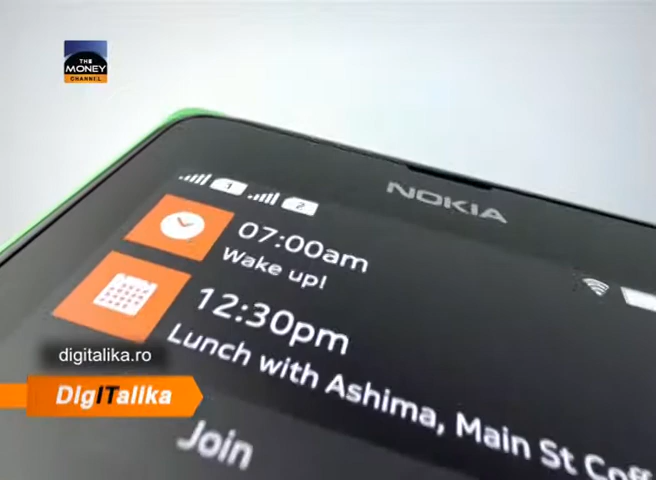 THE
MONEY
CHANNEL
NOKIA
1
2
07:00am
Wake up!
12:30pm
Lunch with Ashima, Main St Coff
digitalika.ro
DigITalika
Join